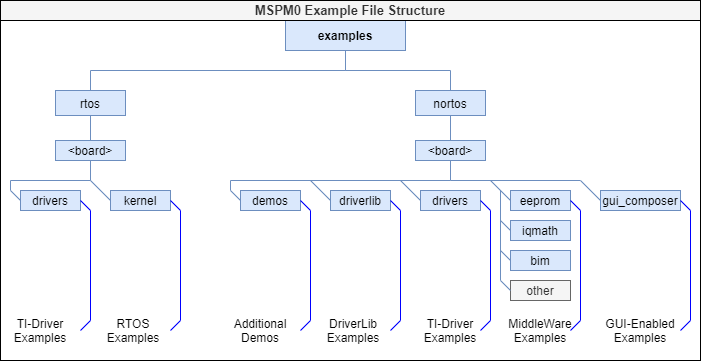 MSPM0 Example File Structure
examples
rtos
nortos
<board>
<board>
drivers
kernel
demos
driverlib
drivers
eeprom
gui_composer
iqmath
bim
other
TI-Driver
Examples
RTOS
Examples
Additional
Demos
DriverLib
Examples
TI-Driver
Examples
MiddleWare
Examples
GUI-Enabled
Examples